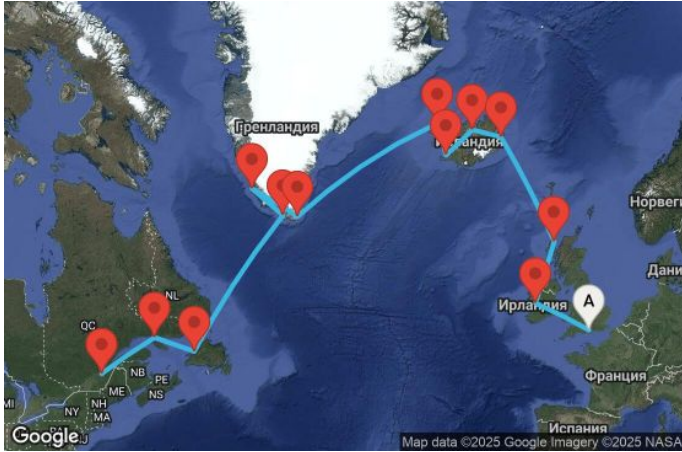 Гренландия
Исландия
Норвеги
Дани
A
Ирландия
NL
QC
NB
PE
ME
NS
MI
NY
NH
MA
Франция
Испания
Google
Map data ©2025 Google Imagery ©2025 NASA